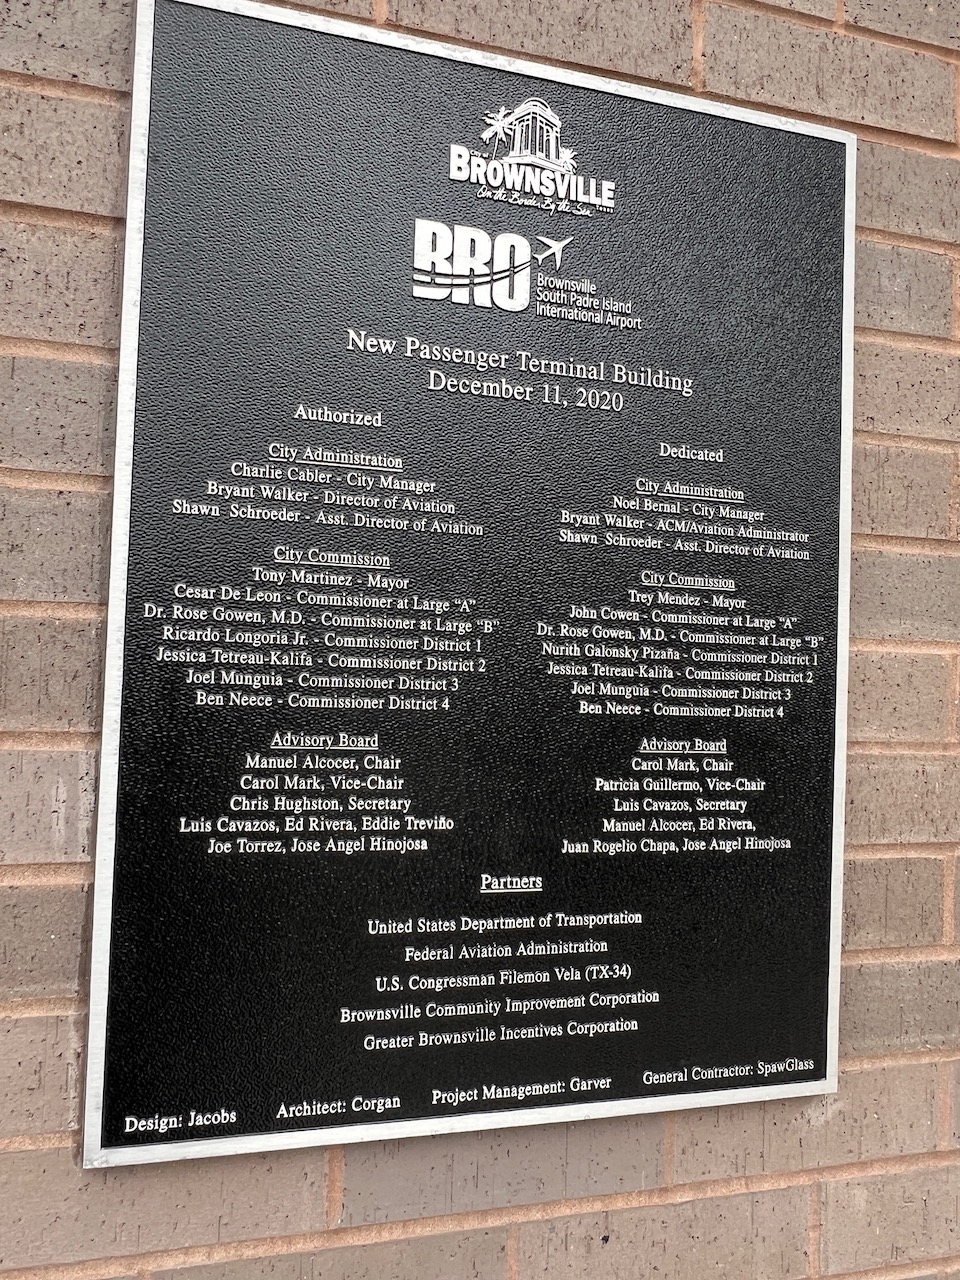 City of
BROWNSVILLE
On the Border By the Sea
Texas
BRO
Brownsville
South Padre Island
International Airport
New Passenger Terminal Building
December 11, 2020
Authorized
City Administration
Charlie Cabler - City Manager
Bryant Walker - Director of Aviation
Shawn Schroeder - Asst. Director of Aviation
City Commission
Tony Martinez - Mayor
Cesar De Leon - Commissioner at Large "A"
Dr. Rose Gowen, M.D. - Commissioner at Large "B"
Ricardo Longoria Jr. - Commissioner District 1
Jessica Tetreau-Kalifa - Commissioner District 2
Joel Munguia - Commissioner District 3
Ben Neece - Commissioner District 4
Advisory Board
Manuel Alcocer, Chair
Carol Mark, Vice-Chair
Chris Hughston, Secretary
Luis Cavazos, Ed Rivera, Eddie Treviño
Joe Torrez, Jose Angel Hinojosa
Dedicated
City Administration
Noel Bernal - City Manager
Bryant Walker - ACM/Aviation Administrator
Shawn Schroeder - Asst. Director of Aviation
City Commission
Trey Mendez - Mayor
John Cowen - Commissioner at Large "A"
Dr. Rose Gowen, M.D. - Commissioner at Large "B"
Nurith Galonsky Pizaña - Commissioner District 1
Jessica Tetreau-Kalifa - Commissioner District 2
Joel Munguia - Commissioner District 3
Ben Neece - Commissioner District 4
Advisory Board
Carol Mark, Chair
Patricia Guillermo, Vice-Chair
Luis Cavazos, Secretary
Manuel Alcocer, Ed Rivera,
Juan Rogelio Chapa, Jose Angel Hinojosa
Partners
United States Department of Transportation
Federal Aviation Administration
U.S. Congressman Filemon Vela (TX-34)
Brownsville Community Improvement Corporation
Greater Brownsville Incentives Corporation
Design: Jacobs Architect: Corgan Project Management: Garver General Contractor: SpawGlass